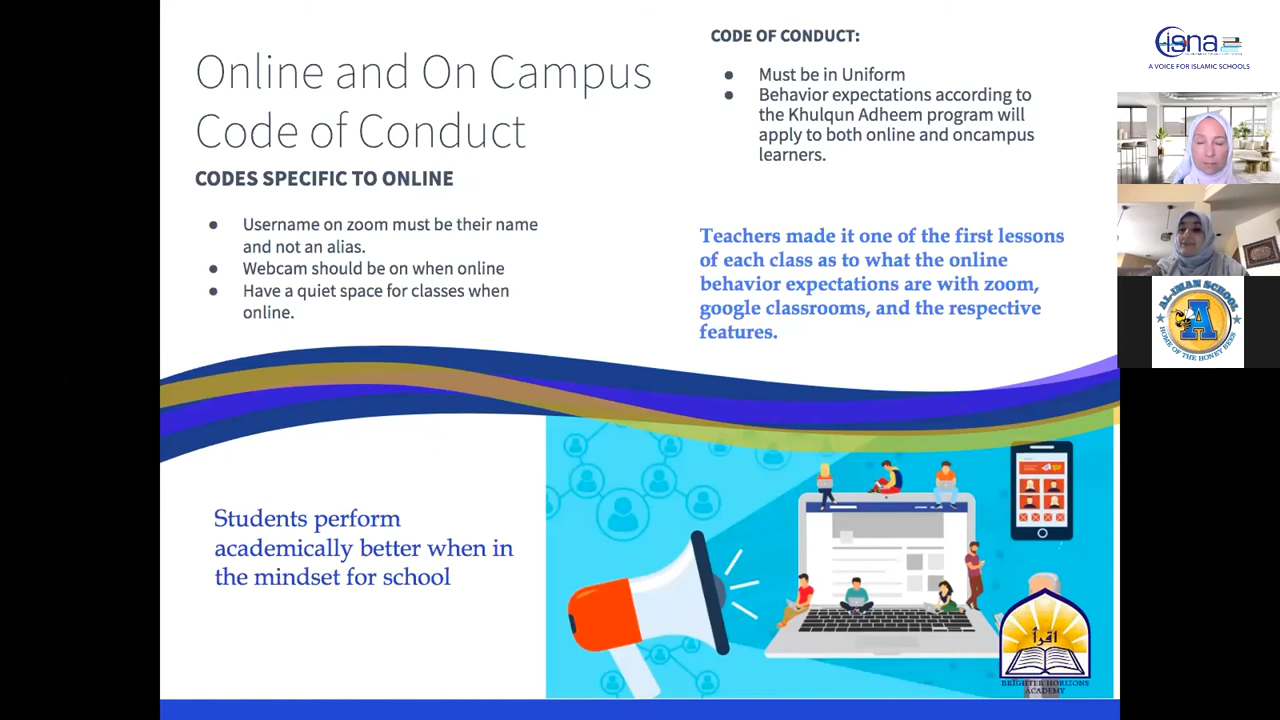 Online and On Campus
Code of Conduct
CODES SPECIFIC TO ONLINE
● Username on zoom must be their name
and not an alias.
● Webcam should be on when online
● Have a quiet space for classes when
online.
CODE OF CONDUCT:
● Must be in Uniform
● Behavior expectations according to
the Khulqun Adheem program will
apply to both online and oncampus
learners.
Teachers made it one of the first lessons
of each class as to what the online
behavior expectations are with zoom,
google classrooms, and the respective
features.
Students perform
academically better when in
the mindset for school
اقرأ
BRIGHTER HORIZONS
ACADEMY
cisna
A VOICE FOR ISLAMIC SCHOOLS
AL-IMAN SCHOOL
A
HOME OF THE HONEY BEES